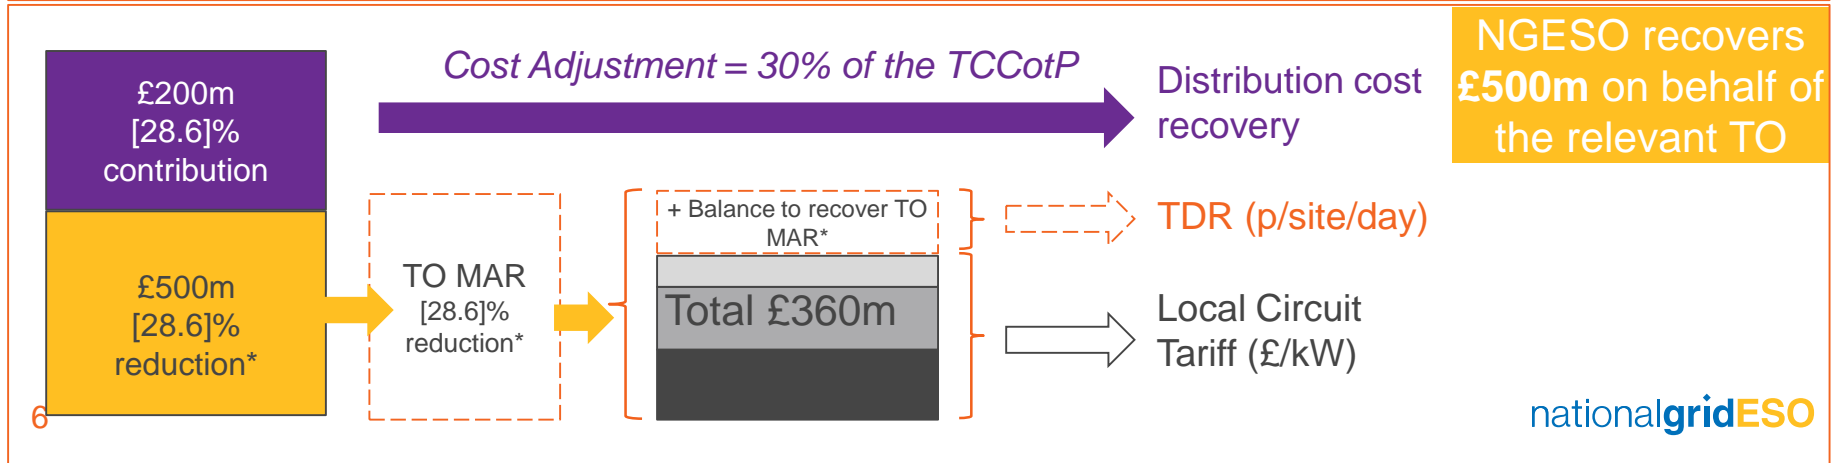 £200m
[28.6]%
contribution
£500m
[28.6]%
reduction*
Cost Adjustment = 30% of the TCCotP
Distribution cost
recovery
NGESO recovers
£500m on behalf of
the relevant TO
TO MAR
[28.6]%
reduction*
+ Balance to recover TO
MAR*
Total £360m
TDR (p/site/day)
Local Circuit
Tariff (£/kW)
6
nationalgridESO